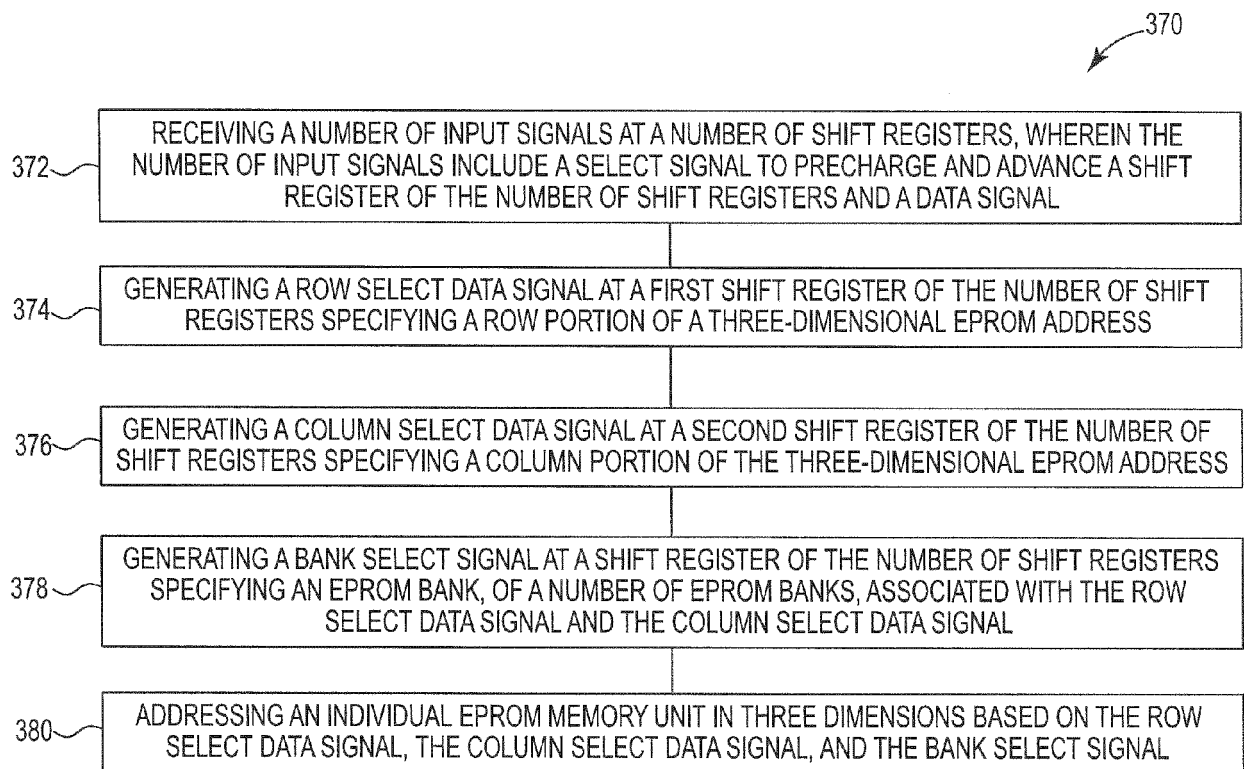 370
372
RECEIVING A NUMBER OF INPUT SIGNALS AT A NUMBER OF SHIFT REGISTERS, WHEREIN THE
NUMBER OF INPUT SIGNALS INCLUDE A SELECT SIGNAL TO PRECHARGE AND ADVANCE A SHIFT
REGISTER OF THE NUMBER OF SHIFT REGISTERS AND A DATA SIGNAL
374
GENERATING A ROW SELECT DATA SIGNAL AT A FIRST SHIFT REGISTER OF THE NUMBER OF SHIFT
REGISTERS SPECIFYING A ROW PORTION OF A THREE-DIMENSIONAL EPROM ADDRESS
376
GENERATING A COLUMN SELECT DATA SIGNAL AT A SECOND SHIFT REGISTER OF THE NUMBER OF
SHIFT REGISTERS SPECIFYING A COLUMN PORTION OF THE THREE-DIMENSIONAL EPROM ADDRESS
378
GENERATING A BANK SELECT SIGNAL AT A SHIFT REGISTER OF THE NUMBER OF SHIFT REGISTERS
SPECIFYING AN EPROM BANK, OF A NUMBER OF EPROM BANKS, ASSOCIATED WITH THE ROW
SELECT DATA SIGNAL AND THE COLUMN SELECT DATA SIGNAL
380
ADDRESSING AN INDIVIDUAL EPROM MEMORY UNIT IN THREE DIMENSIONS BASED ON THE ROW
SELECT DATA SIGNAL, THE COLUMN SELECT DATA SIGNAL, AND THE BANK SELECT SIGNAL